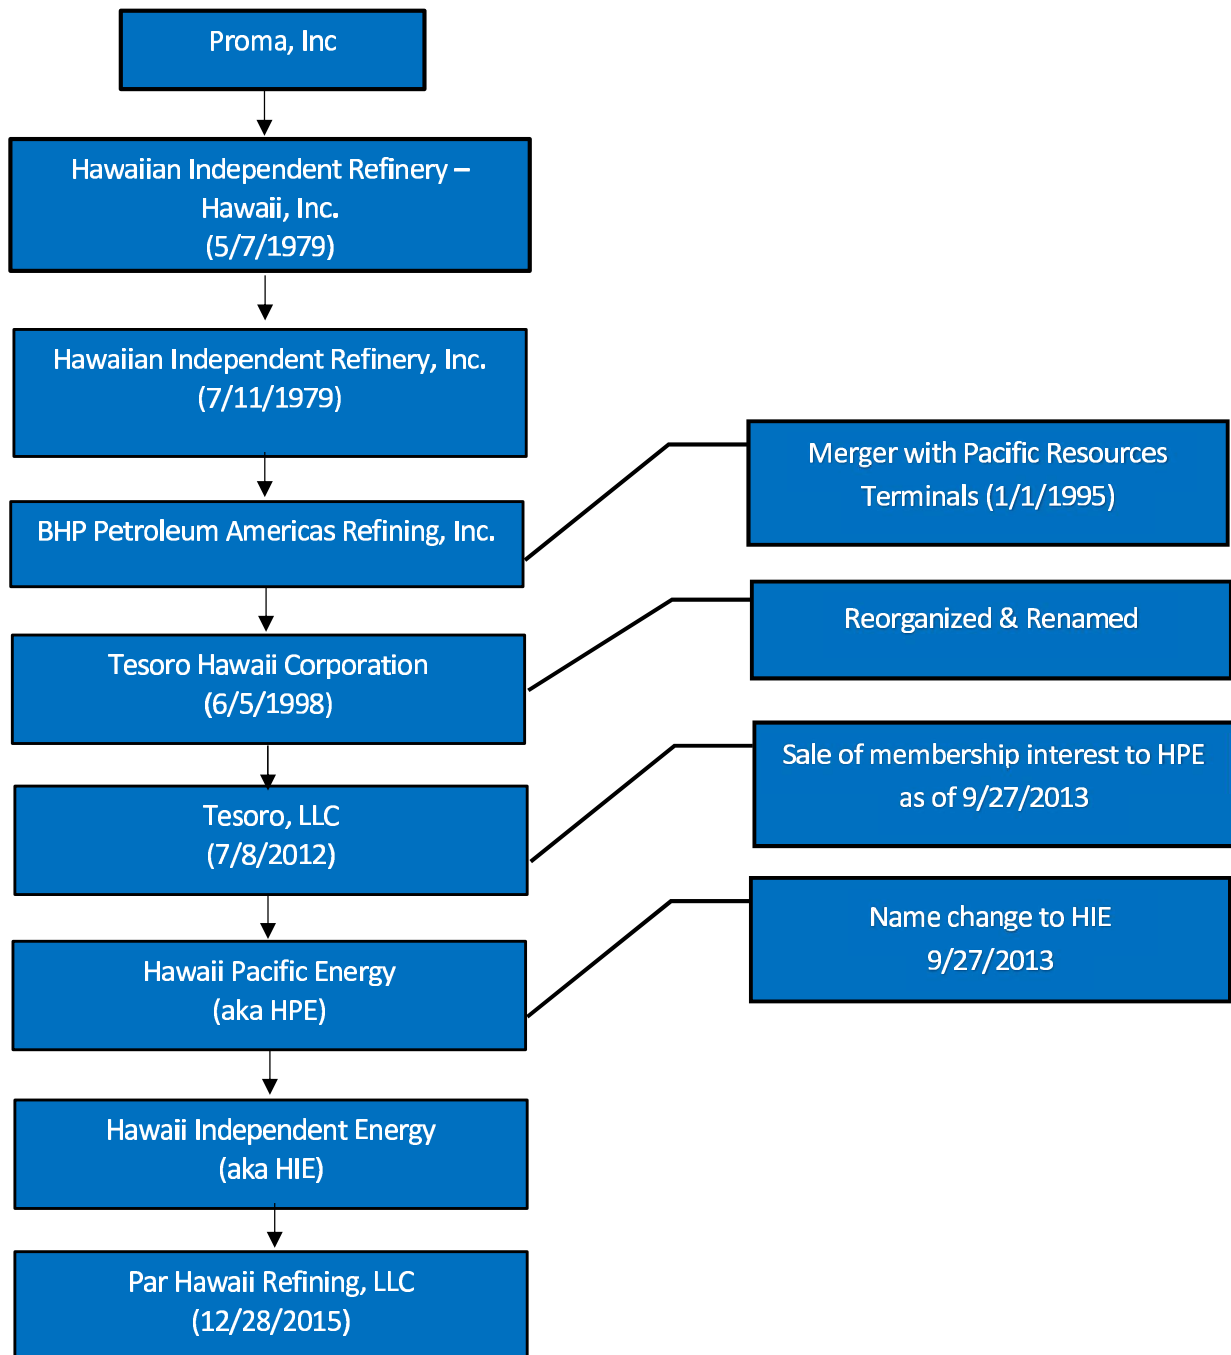 Proma, Inc
Hawaiian Independent Refinery –
Hawaii, Inc.
(5/7/1979)
Hawaiian Independent Refinery, Inc.
(7/11/1979)
BHP Petroleum Americas Refining, Inc.
Merger with Pacific Resources
Terminals (1/1/1995)
Tesoro Hawaii Corporation
(6/5/1998)
Reorganized & Renamed
Tesoro, LLC
(7/8/2012)
Sale of membership interest to HPE
as of 9/27/2013
Hawaii Pacific Energy
(aka HPE)
Name change to HIE
9/27/2013
Hawaii Independent Energy
(aka HIE)
Par Hawaii Refining, LLC
(12/28/2015)